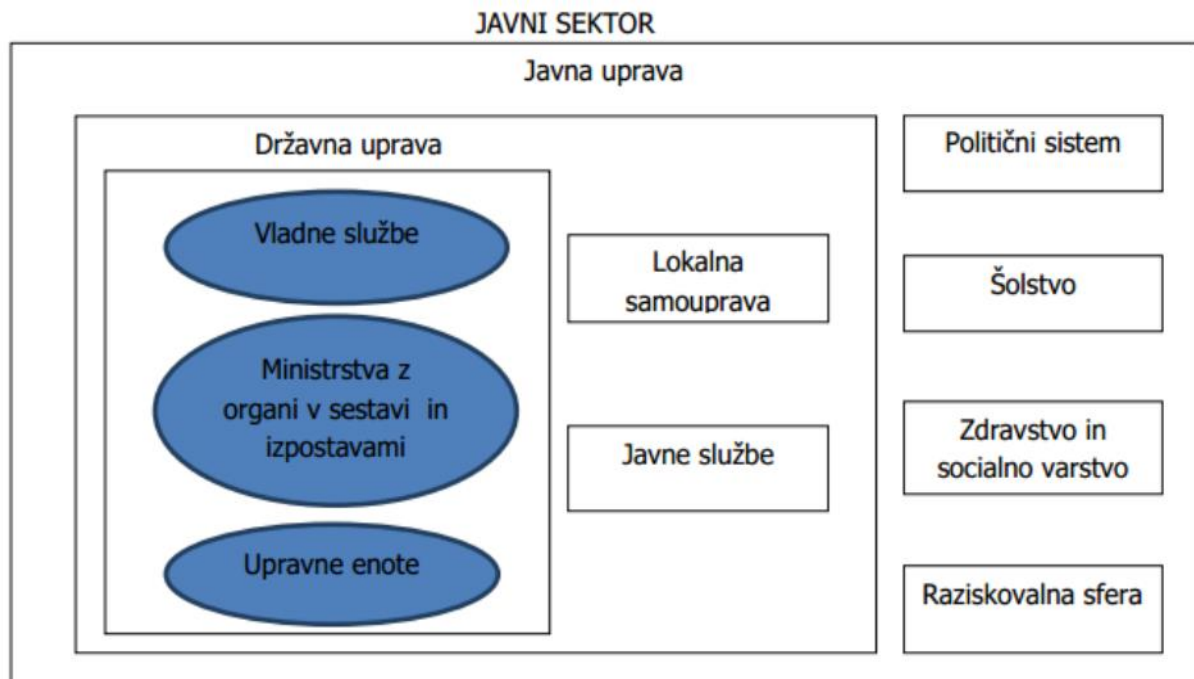 JAVNI SEKTOR
Javna uprava
Državna uprava
Vladne službe
Ministrstva z
organi v sestavi in
izpostavami
Upravne enote
Lokalna
samouprava
Javne službe
Politični sistem
Šolstvo
Zdravstvo in
socialno varstvo
Raziskovalna sfera